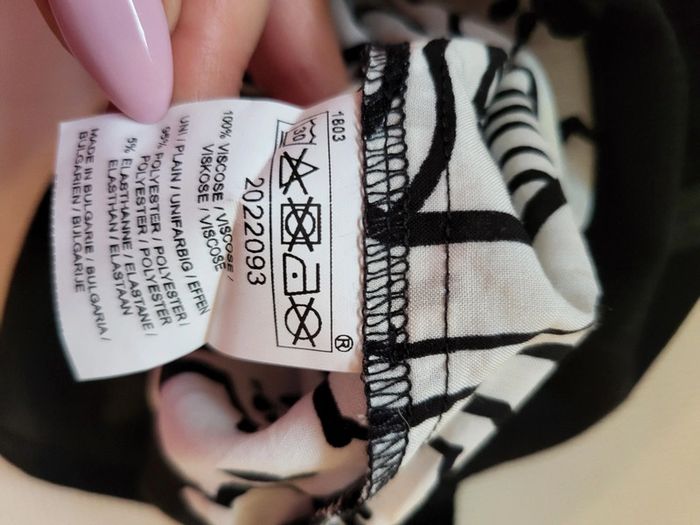 1803
30
®
2022093
100% VISCOSE / VISCOSE /
VISKOSE / VISCOSE
UNI / PLAIN / UNIFARBIG / EFFEN
95% POLYESTER / POLYESTER /
POLYESTER / POLYESTER
5% ELASTHANNE / ELASTANE /
ELASTHAN / ELASTAAN
MADE IN BULGARIE / BULGARIA /
BULGARIEN / BULGARIJE